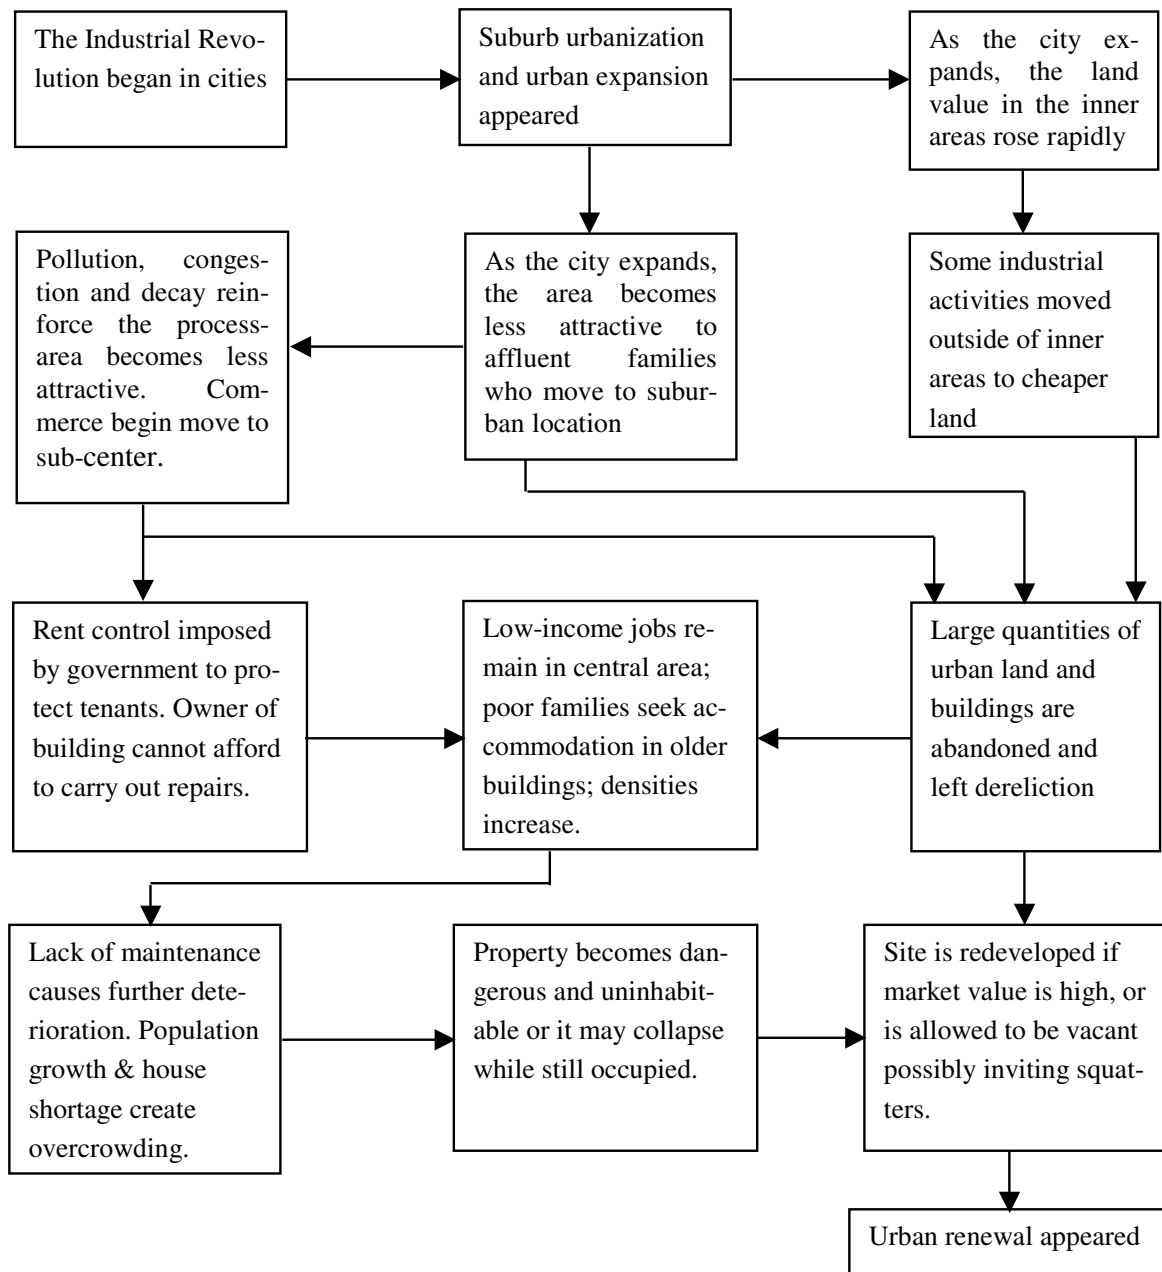 The Industrial Revo-
lution began in cities
Suburb urbanization
and urban expansion
appeared
As the city ex-
pands, the land
value in the inner
areas rose rapidly
Pollution, conges-
tion and decay rein-
force the process-
area becomes less
attractive. Com-
merce begin move to
sub-center.
As the city expands,
the area becomes
less attractive to
affluent families
who move to subur-
ban location
Some industrial
activities moved
outside of inner
areas to cheaper
land
Rent control imposed
by government to pro-
tect tenants. Owner of
building cannot afford
to carry out repairs.
Low-income jobs re-
main in central area;
poor families seek ac-
commodation in older
buildings; densities
increase.
Large quantities of
urban land and
buildings are
abandoned and
left dereliction
Lack of maintenance
causes further dete-
rioration. Population
growth & house
shortage create
overcrowding.
Property becomes dan-
gerous and uninhabit-
able or it may collapse
while still occupied.
Site is redeveloped if
market value is high, or
is allowed to be vacant
possibly inviting squat-
ters.
Urban renewal appeared